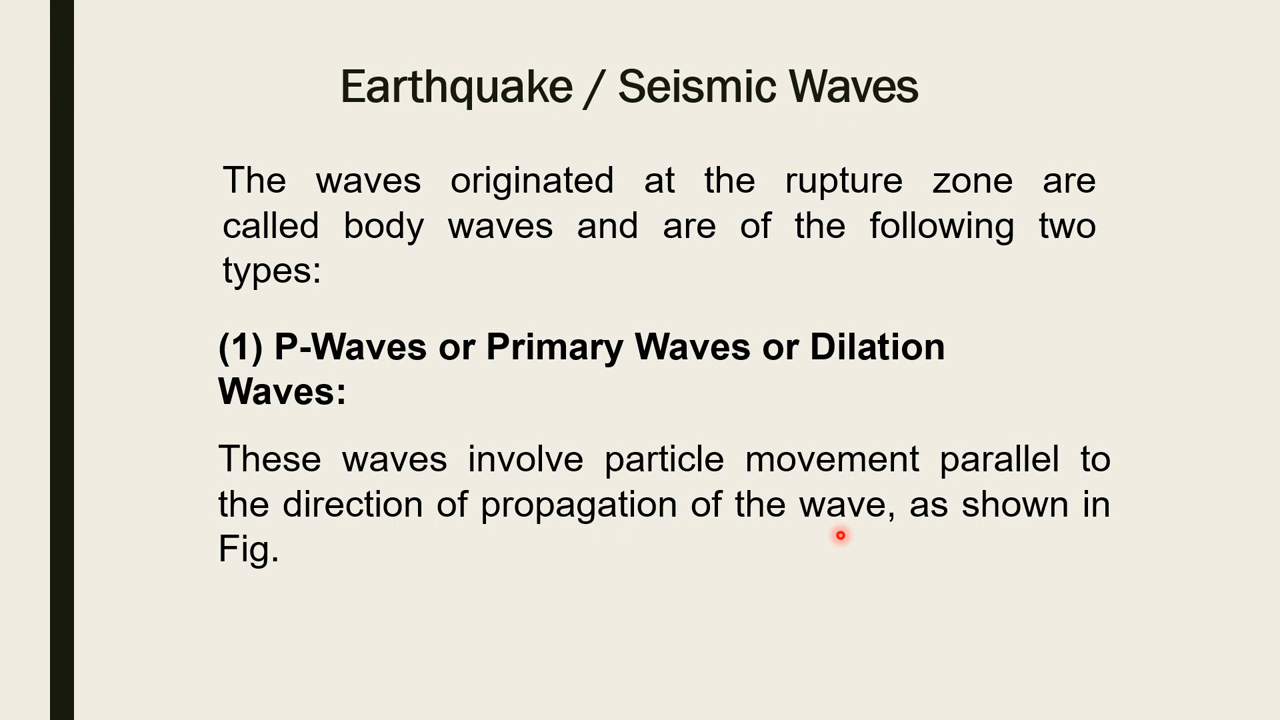 Earthquake / Seismic Waves
The waves originated at the rupture zone are
called body waves and are of the following two
types:
(1) P-Waves or Primary Waves or Dilation
Waves:
These waves involve particle movement parallel to
the direction of propagation of the wave, as shown in
Fig.